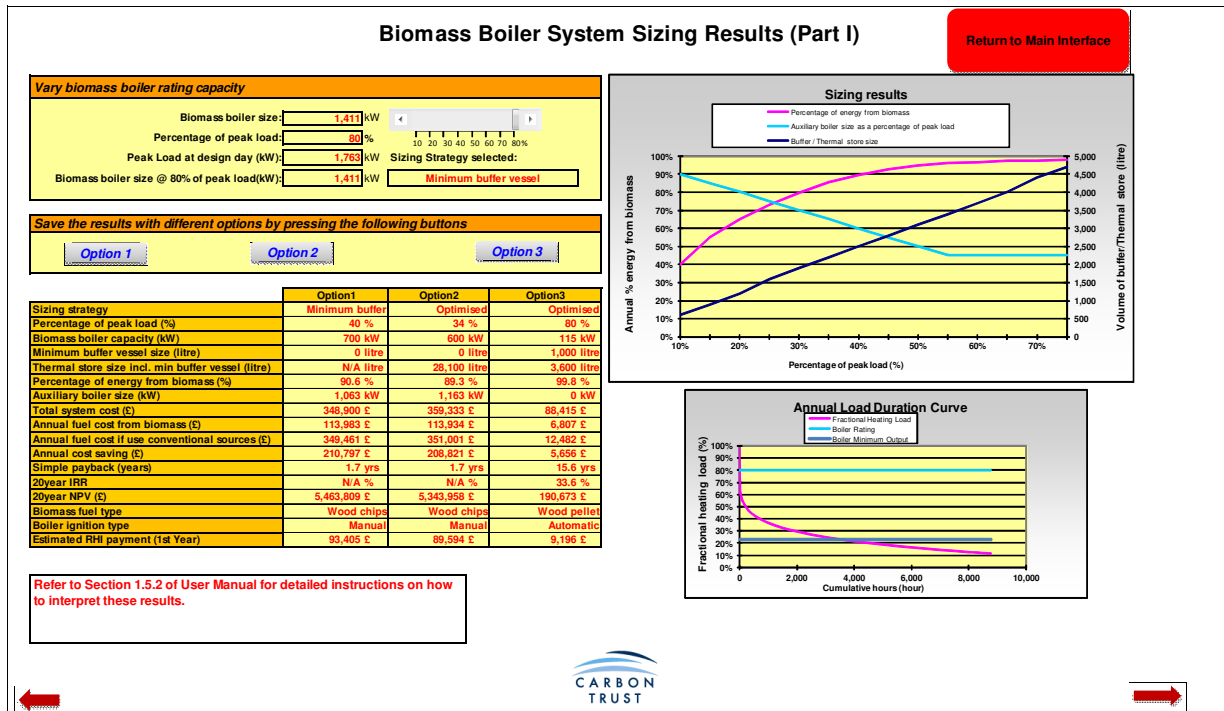 Biomass Boiler System Sizing Results (Part I)
Return to Main Interface
Vary biomass boiler rating capacity
Biomass boiler size: 1,411 kW
Percentage of peak load: 80 %
10 20 30 40 50 60 70 80%
Peak Load at design day (kW): 1,763 kW Sizing Strategy selected:
Biomass boiler size @ 80% of peak load(kW): 1,411 kW Minimum buffer vessel
Save the results with different options by pressing the following buttons
Option 1 Option 2 Option 3
Option1 Option2 Option3
Sizing strategy Minimum buffer Optimised Optimised
Percentage of peak load (%) 40 % 34 % 80 %
Biomass boiler capacity (kW) 700 kW 600 kW 115 kW
Minimum buffer vessel size (litre) 0 litre 0 litre 1,000 litre
Thermal store size incl. min buffer vessel (litre) N/A litre 28,100 litre 3,600 litre
Percentage of energy from biomass (%) 90.6 % 89.3 % 99.8 %
Auxiliary boiler size (kW) 1,063 kW 1,163 kW 0 kW
Total system cost (£) 348,900 £ 359,333 £ 88,415 £
Annual fuel cost from biomass (£) 113,983 £ 113,934 £ 6,807 £
Annual fuel cost if use conventional sources (£) 349,461 £ 351,001 £ 12,482 £
Annual cost saving (£) 210,797 £ 208,821 £ 5,656 £
Simple payback (years) 1.7 yrs 1.7 yrs 15.6 yrs
20year IRR N/A % N/A % 33.6 %
20year NPV (£) 5,463,809 £ 5,343,958 £ 190,673 £
Biomass fuel type Wood chips Wood chips Wood pellet
Boiler ignition type Manual Manual Automatic
Estimated RHI payment (1st Year) 93,405 £ 89,594 £ 9,196 £
Refer to Section 1.5.2 of User Manual for detailed instructions on how
to interpret these results.
Sizing results
Percentage of energy from biomass
Auxiliary boiler size as a percentage of peak load
Buffer / Thermal store size
Annual % energy from biomass
100%
90%
80%
70%
60%
50%
40%
30%
20%
10%
0%
5,000
4,500
4,000
3,500
3,000
2,500
2,000
1,500
1,000
500
0
Volume of buffer/Thermal store (litre)
10% 20% 30% 40% 50% 60% 70%
Percentage of peak load (%)
Annual Load Duration Curve
Fractional Heating Load
Boiler Rating
Boiler Minimum Output
Fractional heating load (%)
100%
90%
80%
70%
60%
50%
40%
30%
20%
10%
0%
0 2,000 4,000 6,000 8,000 10,000
Cumulative hours (hour)
CARBON
TRUST